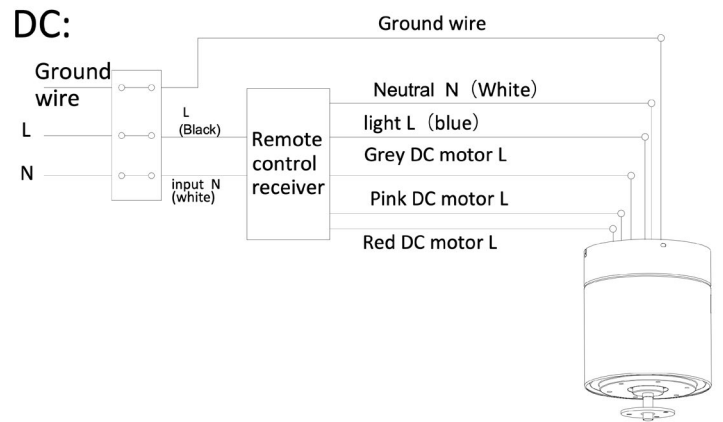 DC:
Ground wire
Ground
wire
Neutral N（White）
L
(Black)
light L（blue）
L
Remote
control
receiver
Grey DC motor L
N
input N
(white)
Pink DC motor L
Red DC motor L